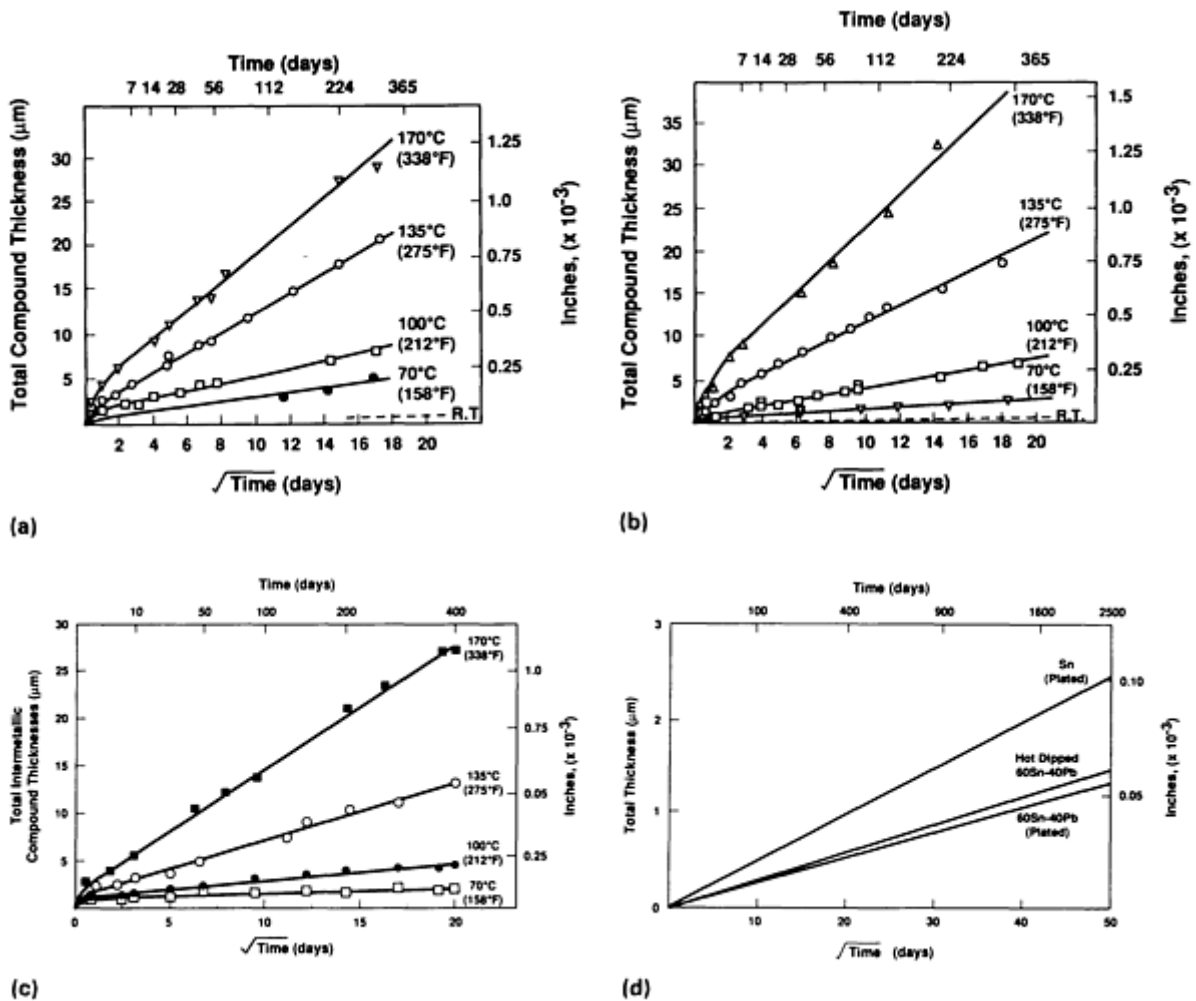 Time (days)
7 14 28 56 112 224 365
Total Compound Thickness (μm)
30
25
20
15
10
5
170°C
(338°F)
135°C
(275°F)
100°C
(212°F)
70°C
(158°F)
R.T.
1.25
1.0
0.75
0.5
0.25
Inches, (x 10⁻³)
2 4 6 8 10 12 14 16 18 20
√Time (days)
(a)
Time (days)
7 14 28 56 112 224 365
Total Compound Thickness (μm)
35
30
25
20
15
10
5
170°C
(338°F)
135°C
(275°F)
100°C
(212°F)
70°C
(158°F)
R.T.
1.5
1.25
1.0
0.75
0.5
0.25
Inches, (x 10⁻³)
2 4 6 8 10 12 14 16 18 20
√Time (days)
(b)
Time (days)
10 50 100 200 400
Total Intermetallic
Compound Thicknesses (μm)
30
25
20
15
10
5
170°C
(338°F)
135°C
(275°F)
100°C
(212°F)
70°C
(158°F)
1.0
0.75
0.05
0.25
Inches, (x 10⁻³)
0 5 10 15 20
√Time (days)
(c)
Time (days)
100 400 900 1600 2500
Total Thickness (μm)
3
2
1
0
Sn
(Plated)
Hot Dipped
60Sn-40Pb
60Sn-40Pb
(Plated)
0.10
0.05
Inches, (x 10⁻³)
10 20 30 40 50
√Time (days)
(d)